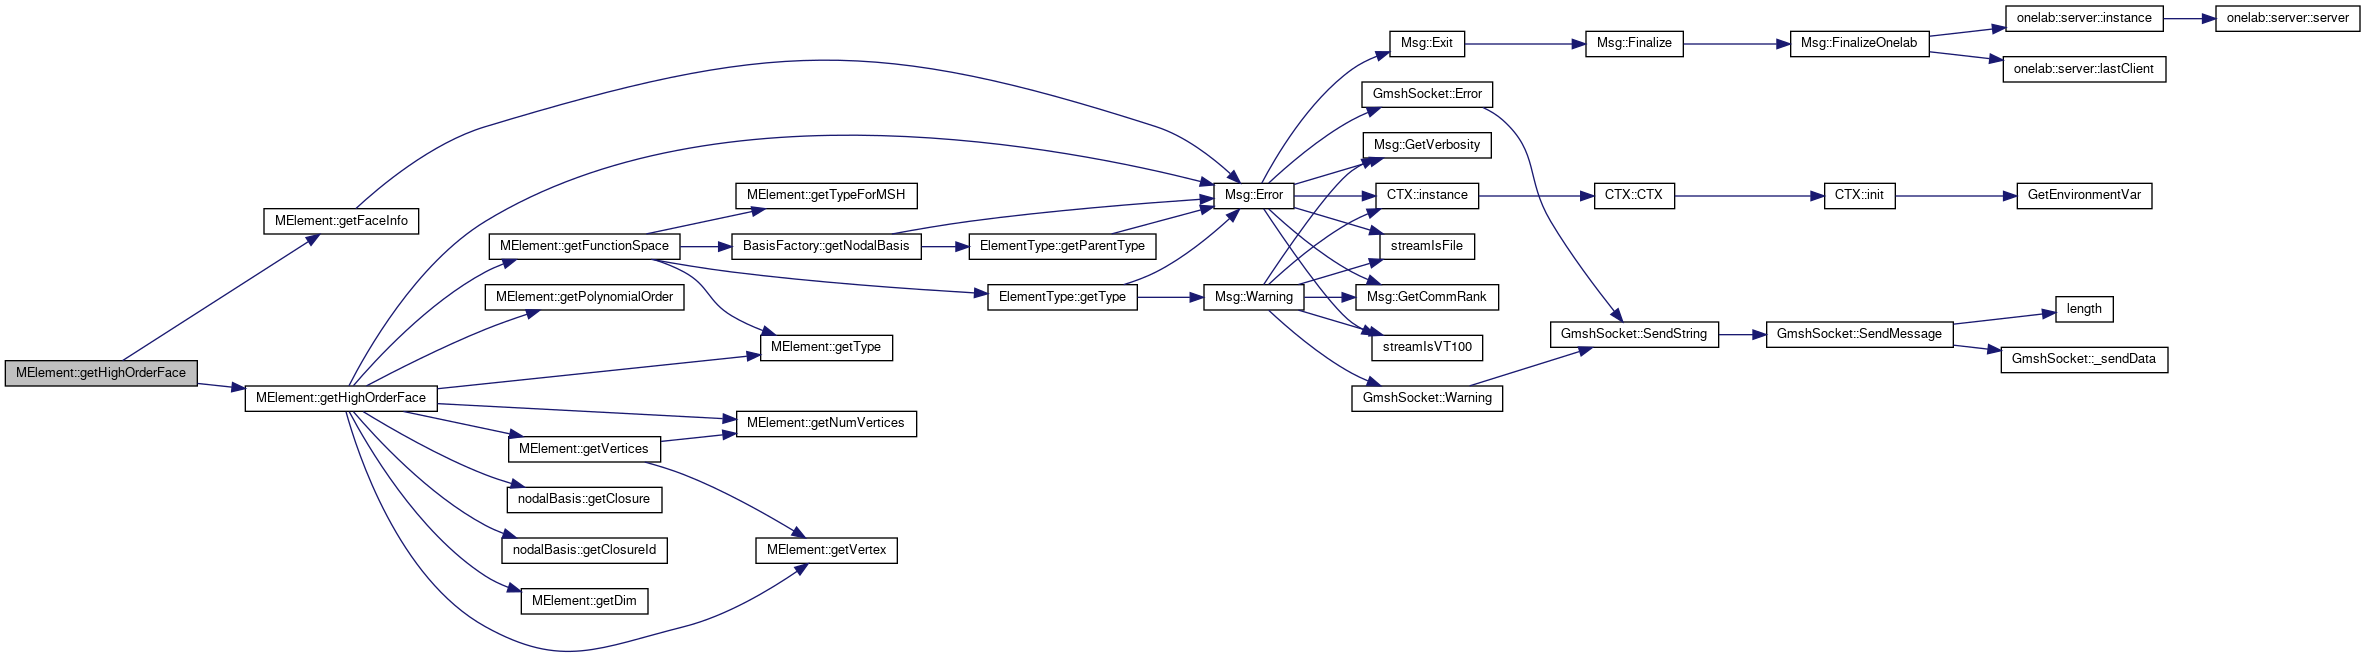 MElement::getHighOrderFace
MElement::getFaceInfo
MElement::getHighOrderFace
MElement::getFunctionSpace
MElement::getPolynomialOrder
MElement::getVertices
nodalBasis::getClosure
nodalBasis::getClosureId
MElement::getDim
MElement::getTypeForMSH
BasisFactory::getNodalBasis
MElement::getType
MElement::getNumVertices
MElement::getVertex
ElementType::getParentType
ElementType::getType
Msg::Error
Msg::Warning
Msg::Exit
GmshSocket::Error
Msg::GetVerbosity
CTX::instance
streamIsFile
Msg::GetCommRank
streamIsVT100
GmshSocket::Warning
Msg::Finalize
CTX::CTX
GmshSocket::SendString
Msg::FinalizeOnelab
CTX::init
GmshSocket::SendMessage
onelab::server::instance
onelab::server::lastClient
GetEnvironmentVar
length
GmshSocket::_sendData
onelab::server::server